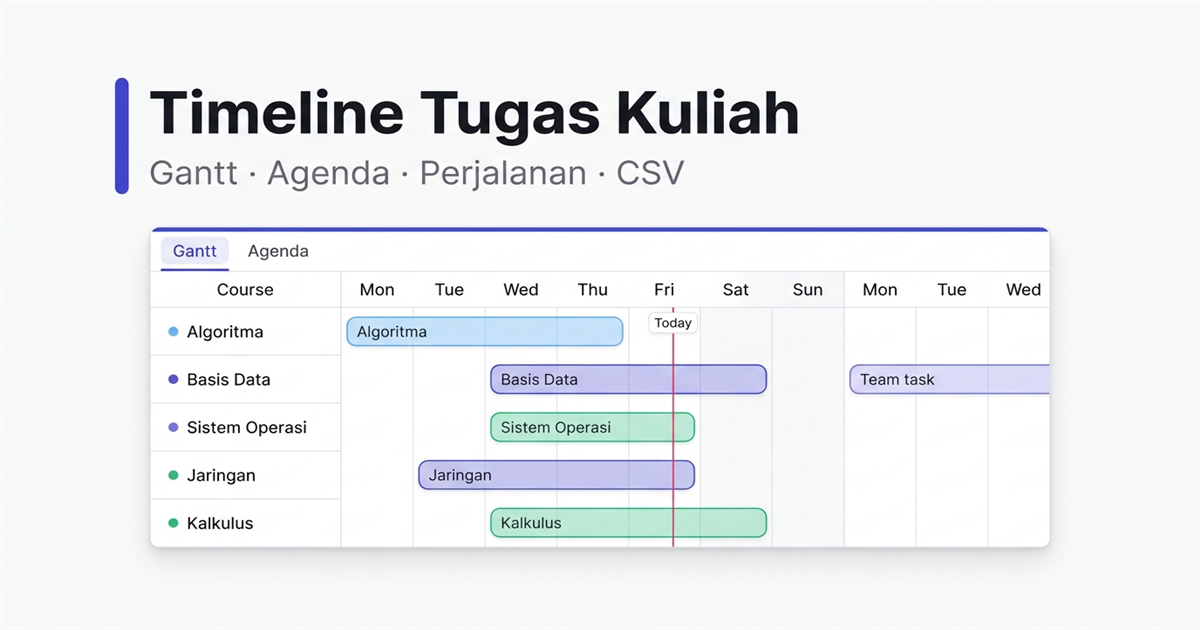 Timeline Tugas Kuliah
Gantt · Agenda · Perjalanan · CSV
Gantt Agenda
Course Mon Tue Wed Thu Fri Sat Sun Mon Tue Wed
Today
Algoritma Algoritma
Basis Data Basis Data Team task
Sistem Operasi Sistem Operasi
Jaringan Jaringan
Kalkulus Kalkulus